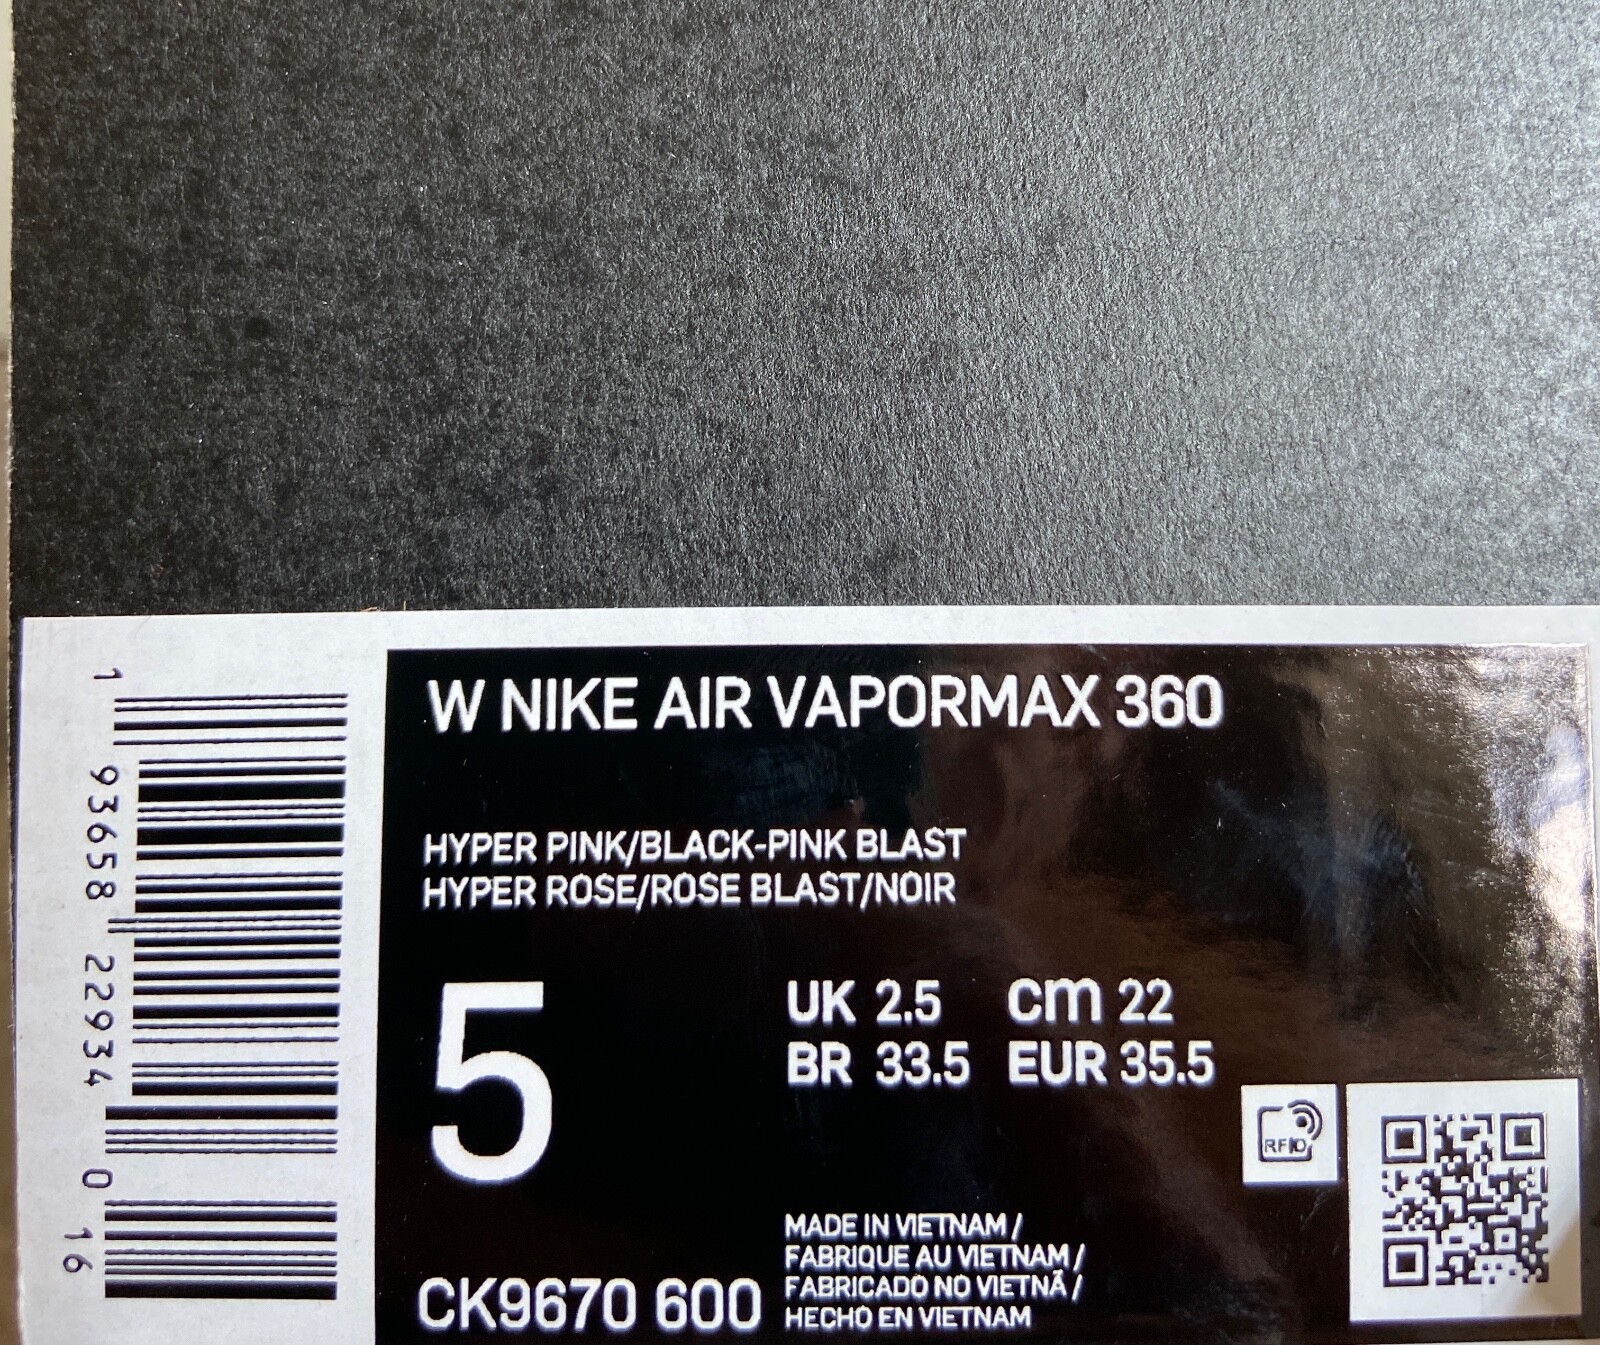 W NIKE AIR VAPORMAX 360
HYPER PINK/BLACK-PINK BLAST
HYPER ROSE/ROSE BLAST/NOIR
5
UK 2.5 cm 22
BR 33.5 EUR 35.5
RFID
MADE IN VIETNAM /
FABRIQUE AU VIETNAM /
FABRICADO NO VIETNÃ /
HECHO EN VIETNAM
CK9670 600
1 93658 22934 0 16